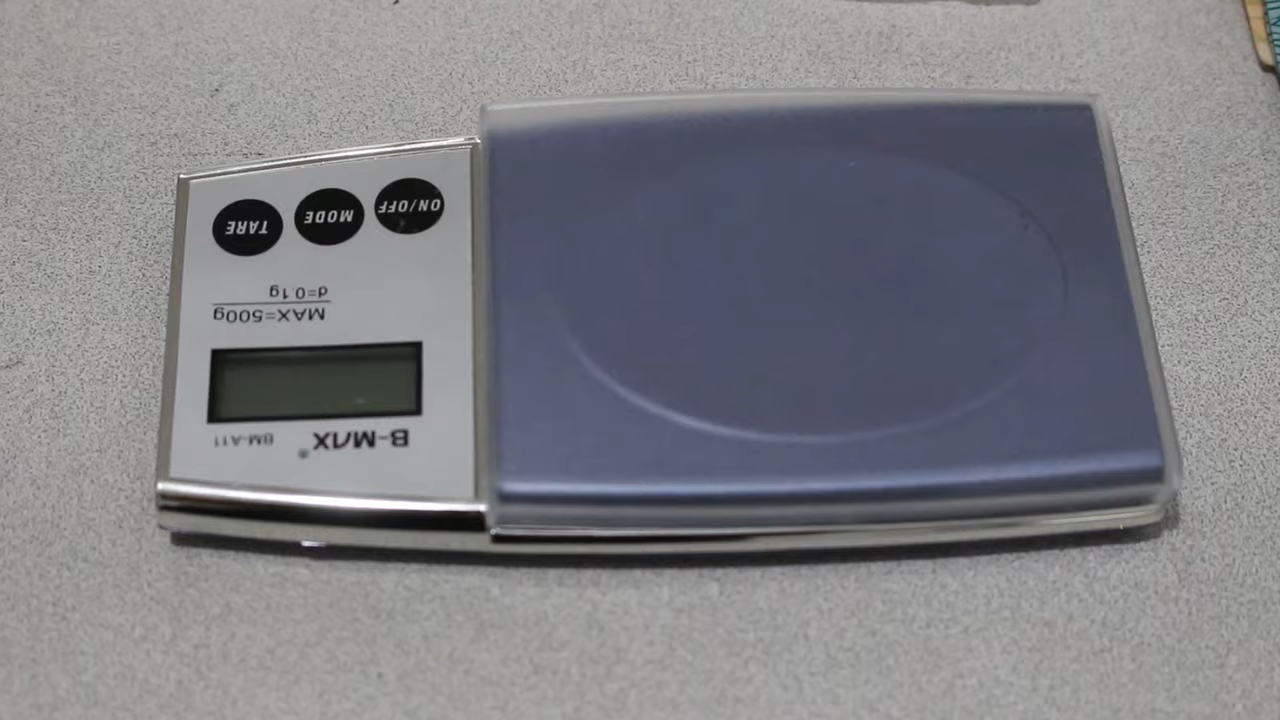 B-MAX®
BM-A11
MAX=500g
d=0.1g
ON/OFF
MODE
TARE